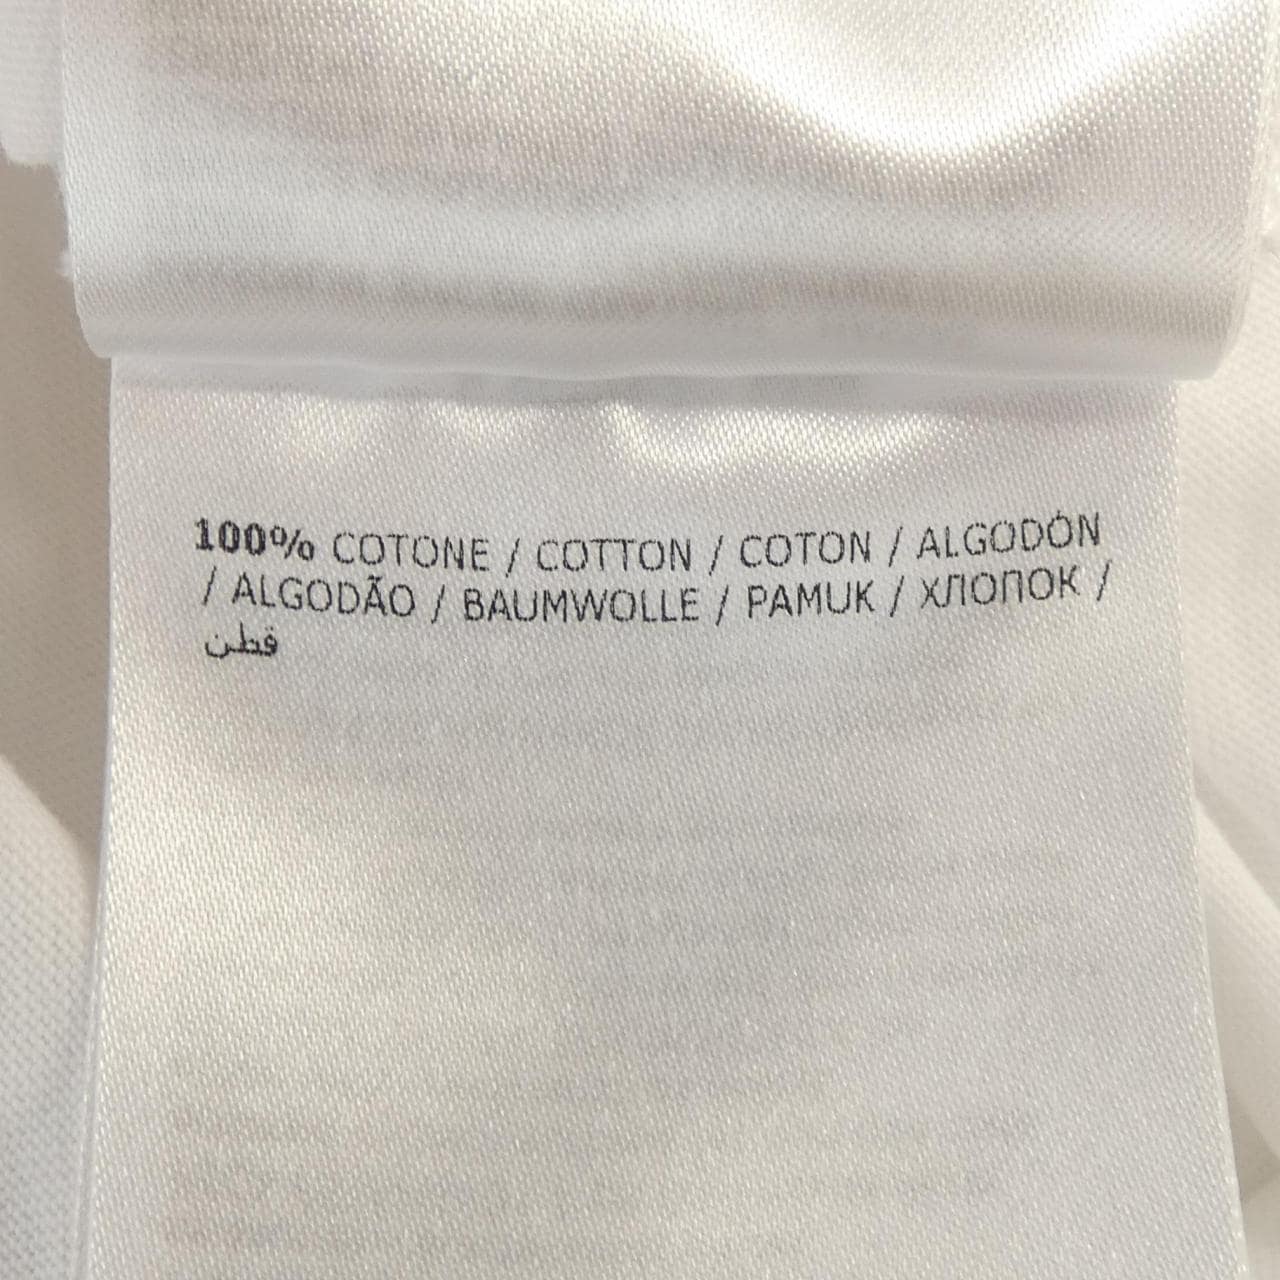 100% COTONE / COTTON / COTON / ALGODÓN
/ ALGODÃO / BAUMWOLLE / PAMUK / ХЛОПОК /
قطن